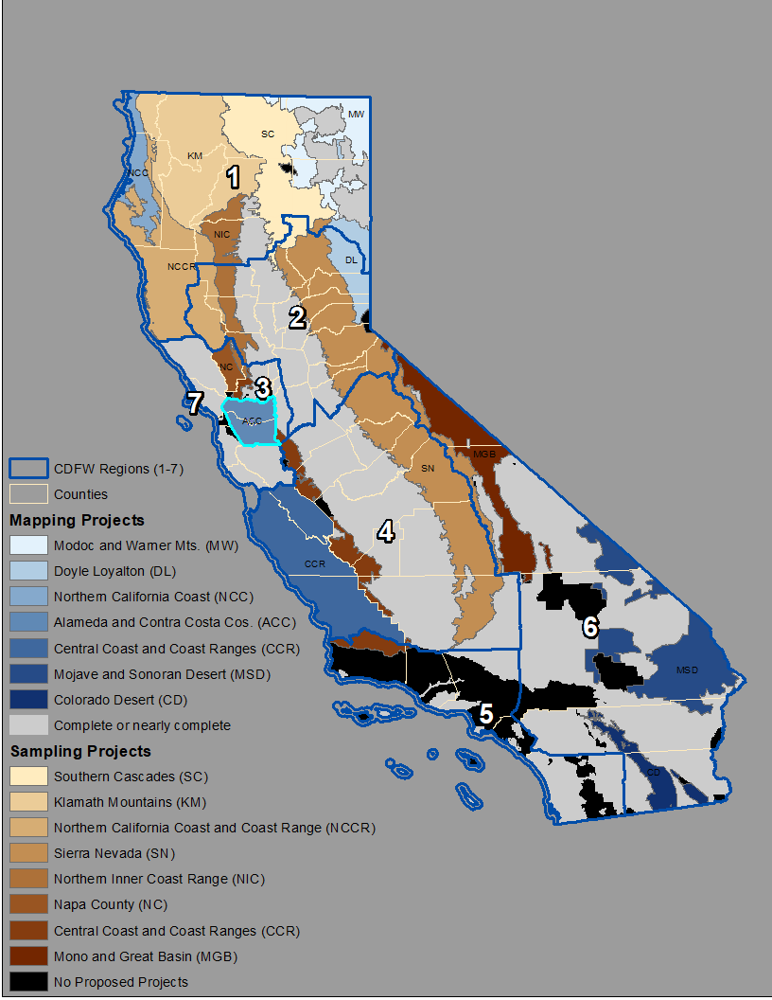 MW
SC
KM
NCC
1
NIC
DL
NCCR
2
NC
3
7
ACC
MGB
SN
4
CCR
6
MSD
5
CD
CDFW Regions (1-7)
Counties
Mapping Projects
Modoc and Warner Mts. (MW)
Doyle Loyalton (DL)
Northern California Coast (NCC)
Alameda and Contra Costa Cos. (ACC)
Central Coast and Coast Ranges (CCR)
Mojave and Sonoran Desert (MSD)
Colorado Desert (CD)
Complete or nearly complete
Sampling Projects
Southern Cascades (SC)
Klamath Mountains (KM)
Northern California Coast and Coast Range (NCCR)
Sierra Nevada (SN)
Northern Inner Coast Range (NIC)
Napa County (NC)
Central Coast and Coast Ranges (CCR)
Mono and Great Basin (MGB)
No Proposed Projects